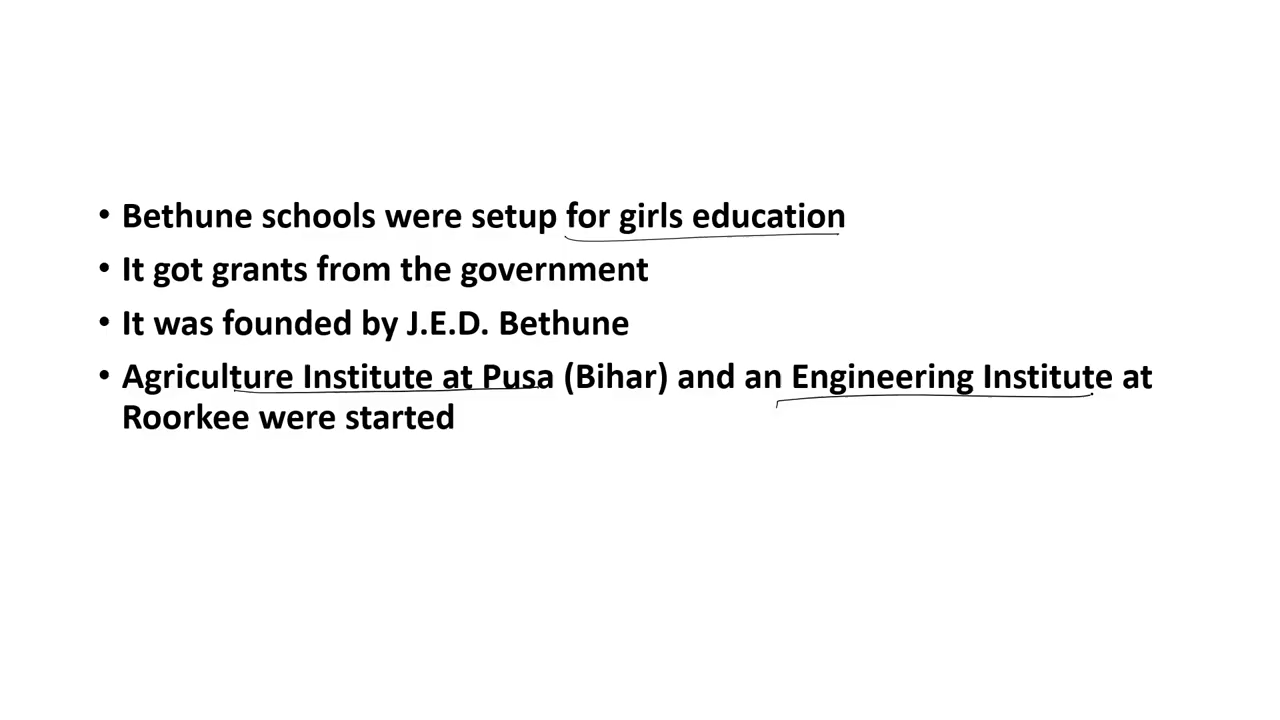 • Bethune schools were setup for girls education
• It got grants from the government
• It was founded by J.E.D. Bethune
• Agriculture Institute at Pusa (Bihar) and an Engineering Institute at
Roorkee were started